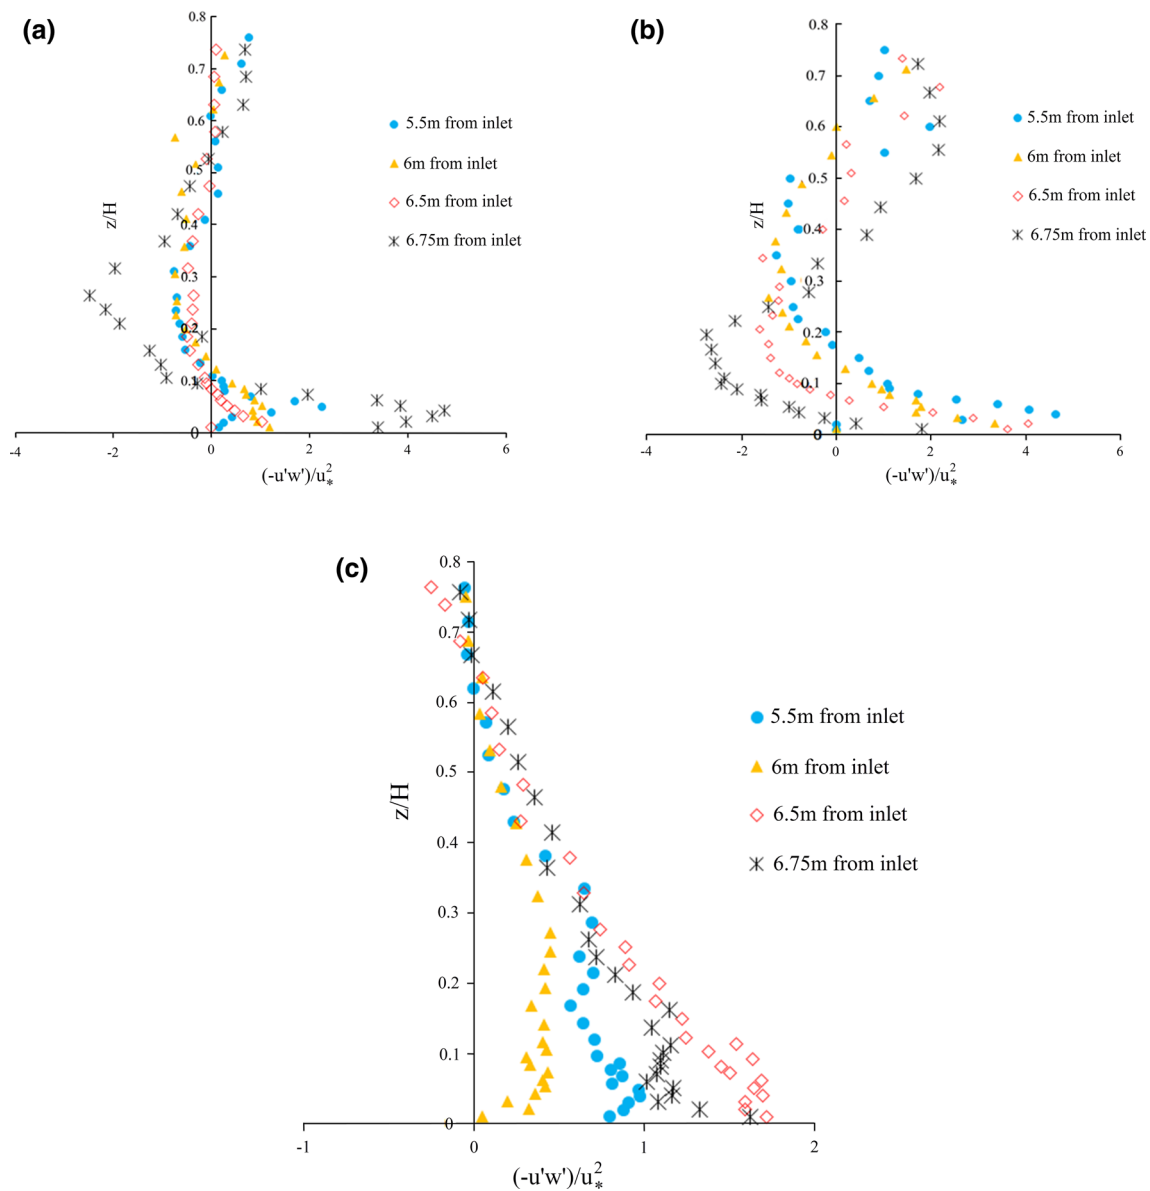 (a)
0.8
0.7
0.6
0.5
0.4
0.3
0.2
0.1
0
z/H
5.5m from inlet
6m from inlet
6.5m from inlet
6.75m from inlet
-4 -2 0 2 4 6
(-u'w')/u*²
(b)
0.8
0.7
0.6
0.5
0.4
0.3
0.2
0.1
0
z/H
5.5m from inlet
6m from inlet
6.5m from inlet
6.75m from inlet
-4 -2 0 2 4 6
(-u'w')/u*²
(c)
0.8
0.7
0.6
0.5
0.4
0.3
0.2
0.1
0
z/H
5.5m from inlet
6m from inlet
6.5m from inlet
6.75m from inlet
-1 0 1 2
(-u'w')/u*²